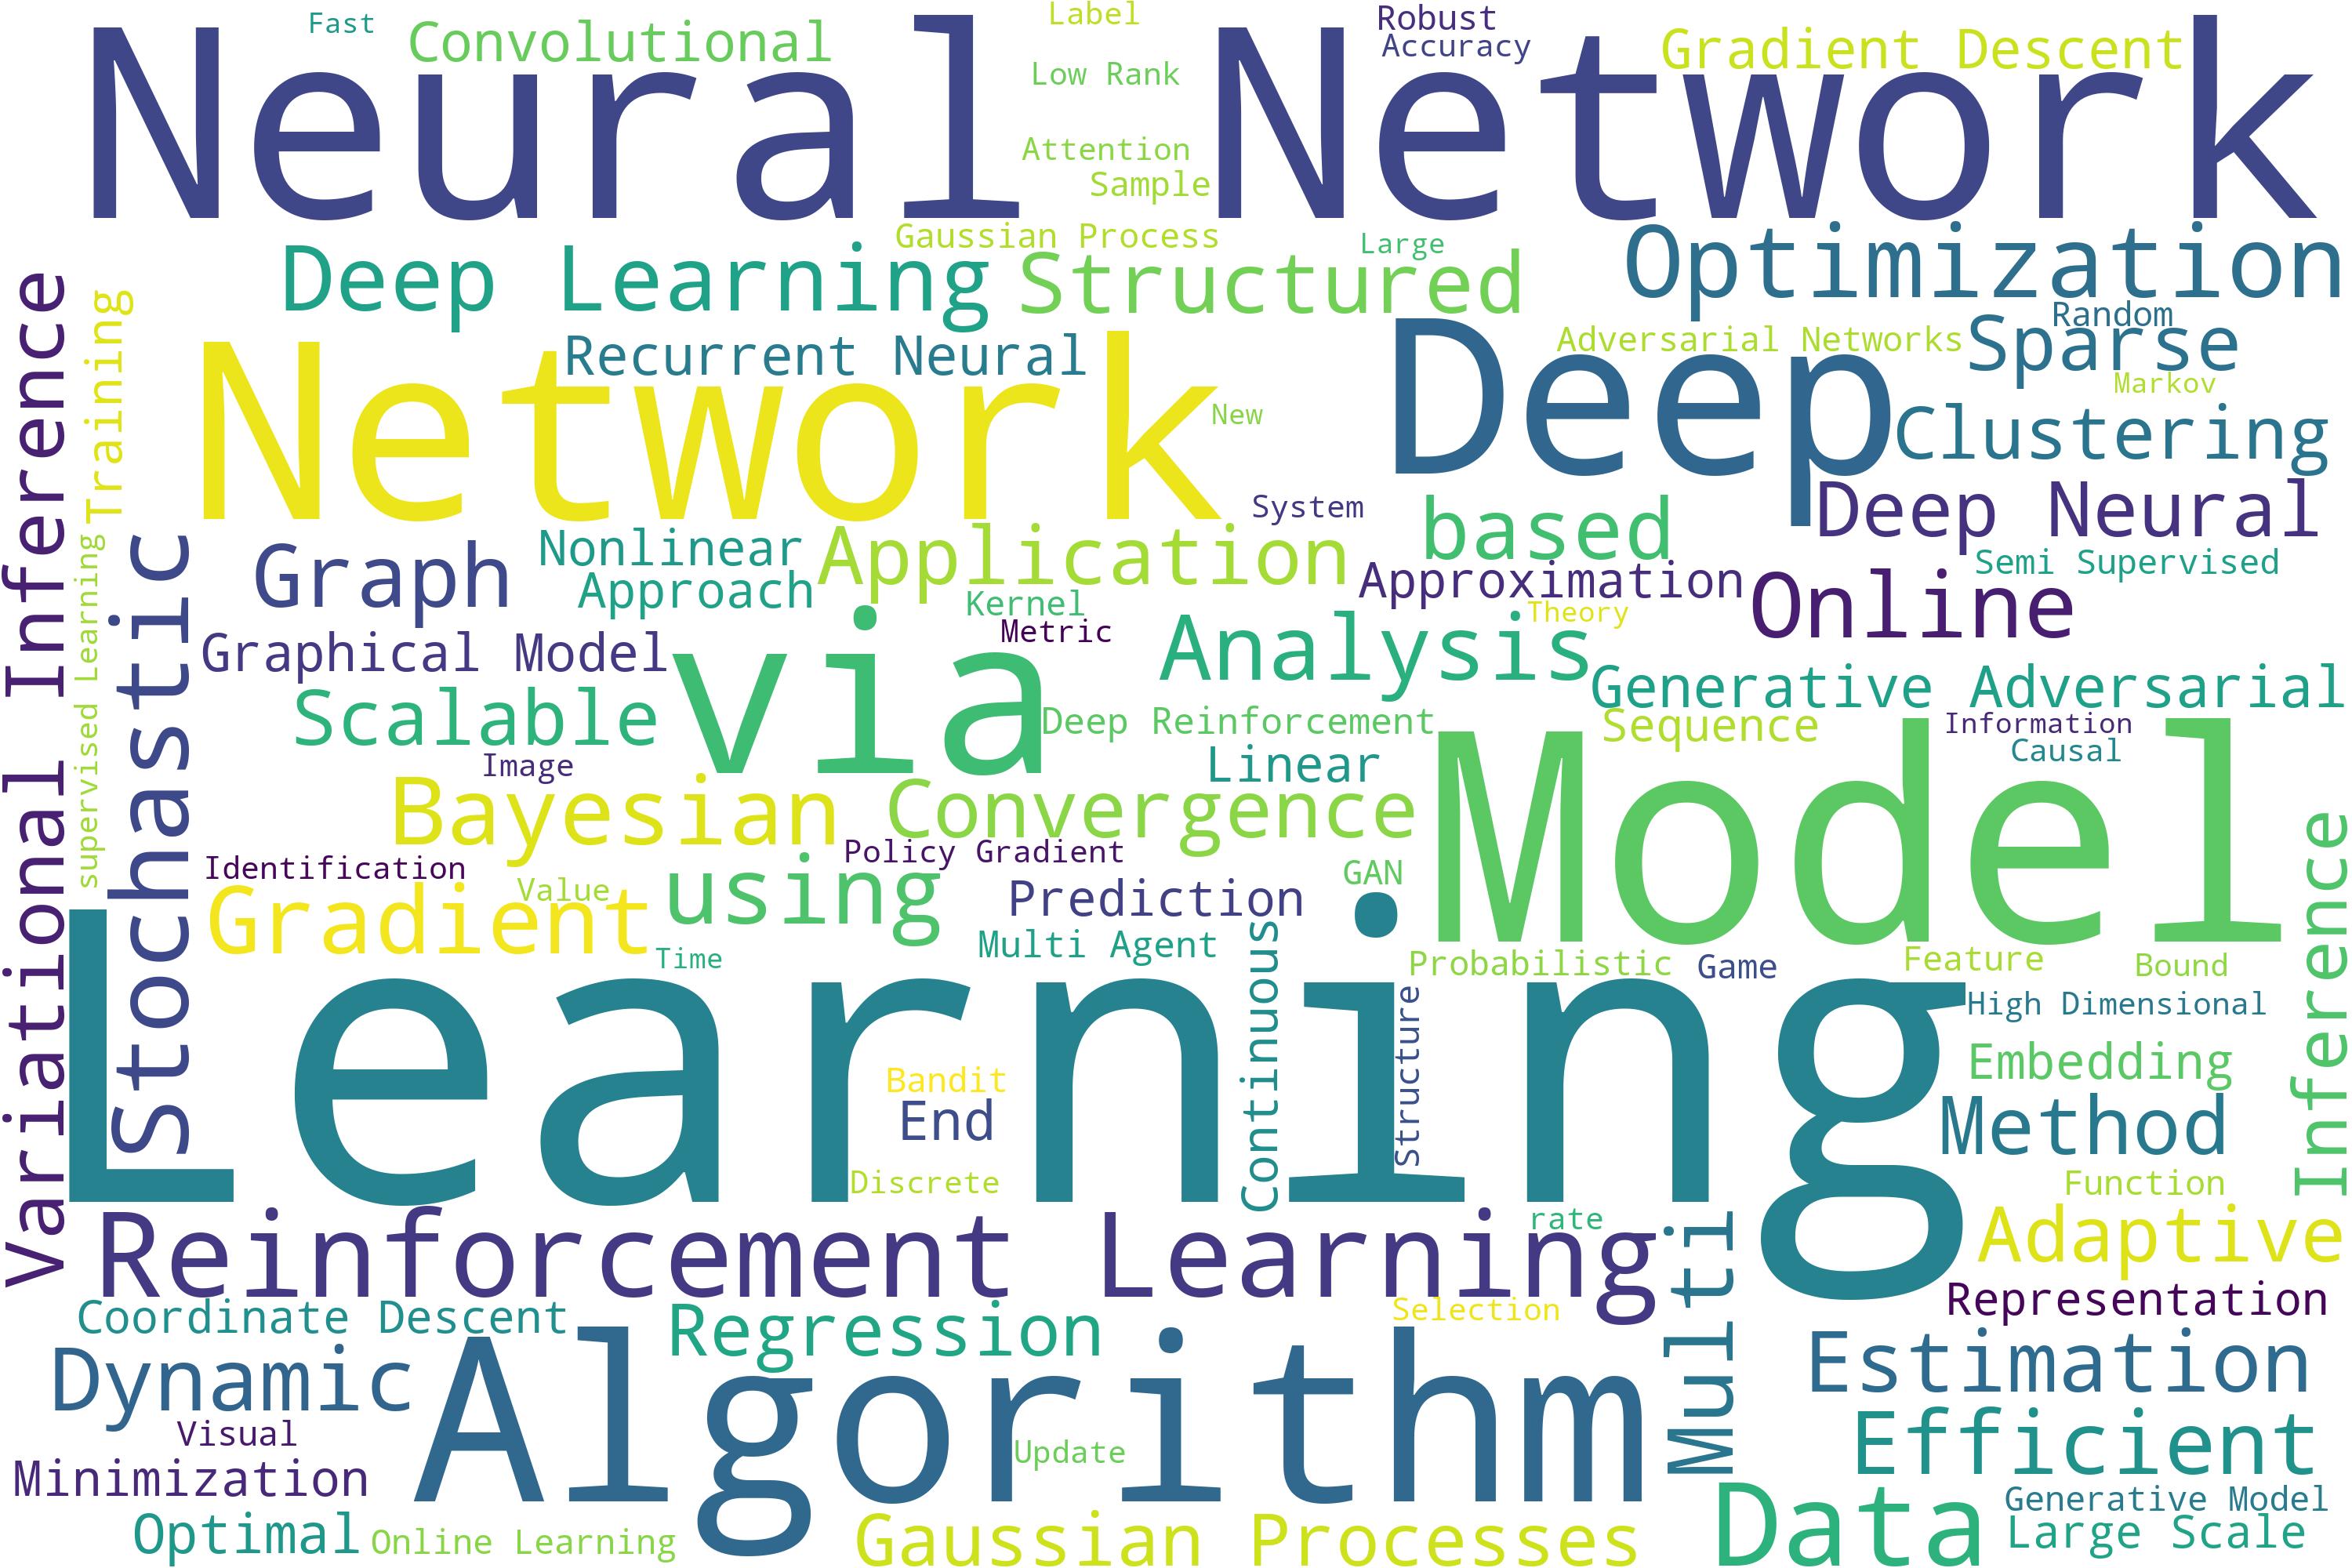 Fast
Convolutional
Label
Robust
Accuracy
Gradient Descent
Low Rank
Neural Network
Attention
Sample
Gaussian Process
Large
Optimization
Deep Learning
Structured
Random
Recurrent Neural
Adversarial Networks
Sparse
Markov
Network
Deep
New
Clustering
Training
System
based
Deep Neural
Nonlinear
Application
Semi Supervised
Graph
Approach
Approximation
Kernel
Theory
Online
Metric
Graphical Model
via
Analysis
Generative Adversarial
Scalable
Deep Reinforcement
Sequence
Information
Causal
Image
Linear
Variational Inference
supervised Learning
Stochastic
Bayesian
Convergence
Model
Policy Gradient
Identification
Value
GAN
Gradient
using
Prediction
Multi Agent
Time
Probabilistic
Game
Feature
Bound
Inference
Continuous
Structure
High Dimensional
Learning
Bandit
Embedding
End
Method
Discrete
Function
rate
Reinforcement Learning
Multi
Adaptive
Representation
Coordinate Descent
Regression
Selection
Dynamic
Algorithm
Estimation
Visual
Update
Efficient
Minimization
Data
Generative Model
Optimal
Online Learning
Gaussian Processes
Large Scale